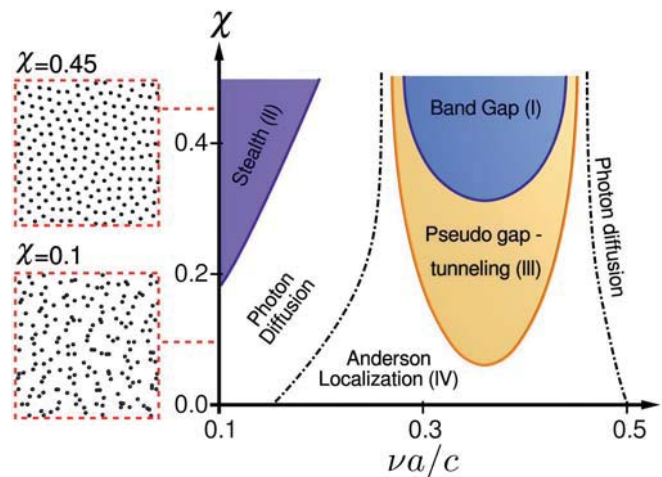 χ
χ=0.45
0.4
Stealth (II)
Band Gap (I)
Pseudo gap -
tunneling (III)
Photon diffusion
χ=0.1
0.2
Photon
Diffusion
Anderson
Localization (IV)
0.0
0.1
0.3
0.5
νa/c